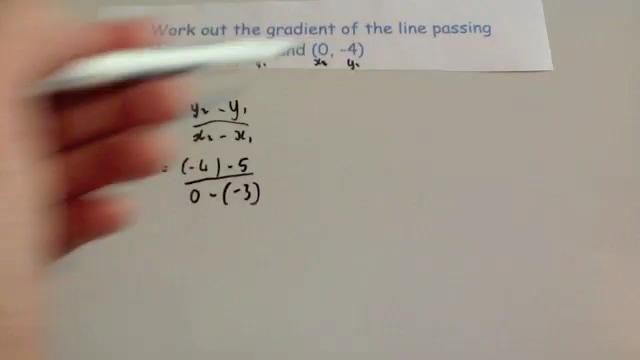 Work out the gradient of the line passing
and (0, -4)
x₂ y₂
y₂ - y₁
x₂ - x₁
= (-4) - 5
0 - (-3)